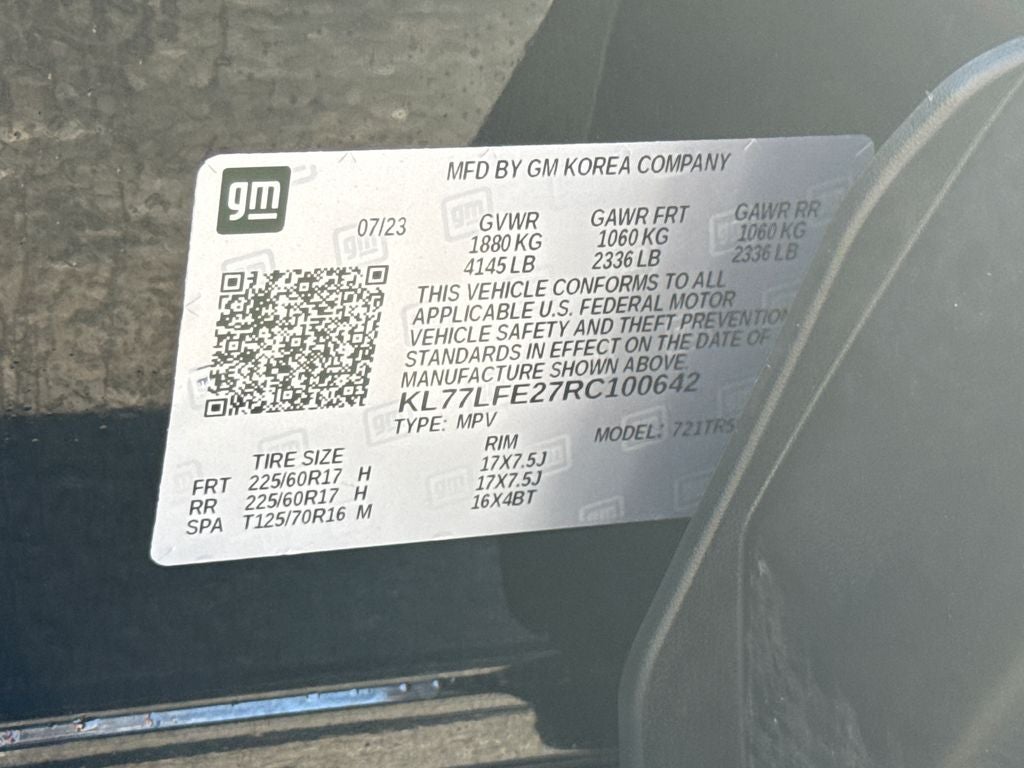 gm
MFD BY GM KOREA COMPANY
07/23 GVWR GAWR FRT GAWR RR
1880 KG 1060 KG 1060 KG
4145 LB 2336 LB 2336 LB
THIS VEHICLE CONFORMS TO ALL
APPLICABLE U.S. FEDERAL MOTOR
VEHICLE SAFETY AND THEFT PREVENTION
STANDARDS IN EFFECT ON THE DATE OF
MANUFACTURE SHOWN ABOVE.
KL77LFE27RC100642
TYPE: MPV MODEL: 721TR5
TIRE SIZE RIM
FRT 225/60R17 H 17X7.5J
RR 225/60R17 H 17X7.5J
SPA T125/70R16 M 16X4BT